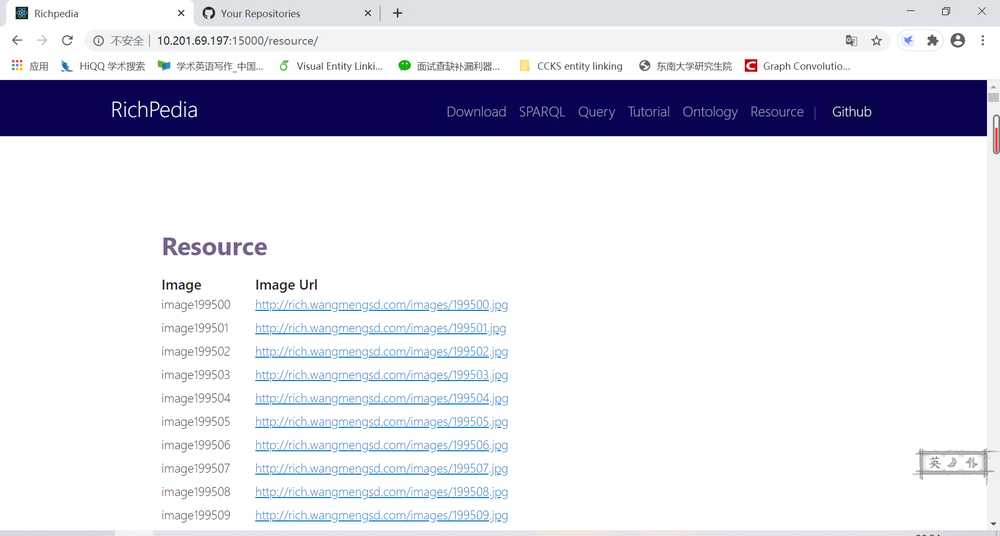 Richpedia
Your Repositories
不安全 | 10.201.69.197:15000/resource/
应用 HiQQ 学术搜索 学术英语写作_中国... Visual Entity Linki... 面试查缺补漏利器... CCKS entity linking 东南大学研究生院 Graph Convolutio...
RichPedia Download SPARQL Query Tutorial Ontology Resource | Github
Resource
Image Image Url
image199500 http://rich.wangmengsd.com/images/199500.jpg
image199501 http://rich.wangmengsd.com/images/199501.jpg
image199502 http://rich.wangmengsd.com/images/199502.jpg
image199503 http://rich.wangmengsd.com/images/199503.jpg
image199504 http://rich.wangmengsd.com/images/199504.jpg
image199505 http://rich.wangmengsd.com/images/199505.jpg
image199506 http://rich.wangmengsd.com/images/199506.jpg
英
image199507 http://rich.wangmengsd.com/images/199507.jpg
image199508 http://rich.wangmengsd.com/images/199508.jpg
image199509 http://rich.wangmengsd.com/images/199509.jpg